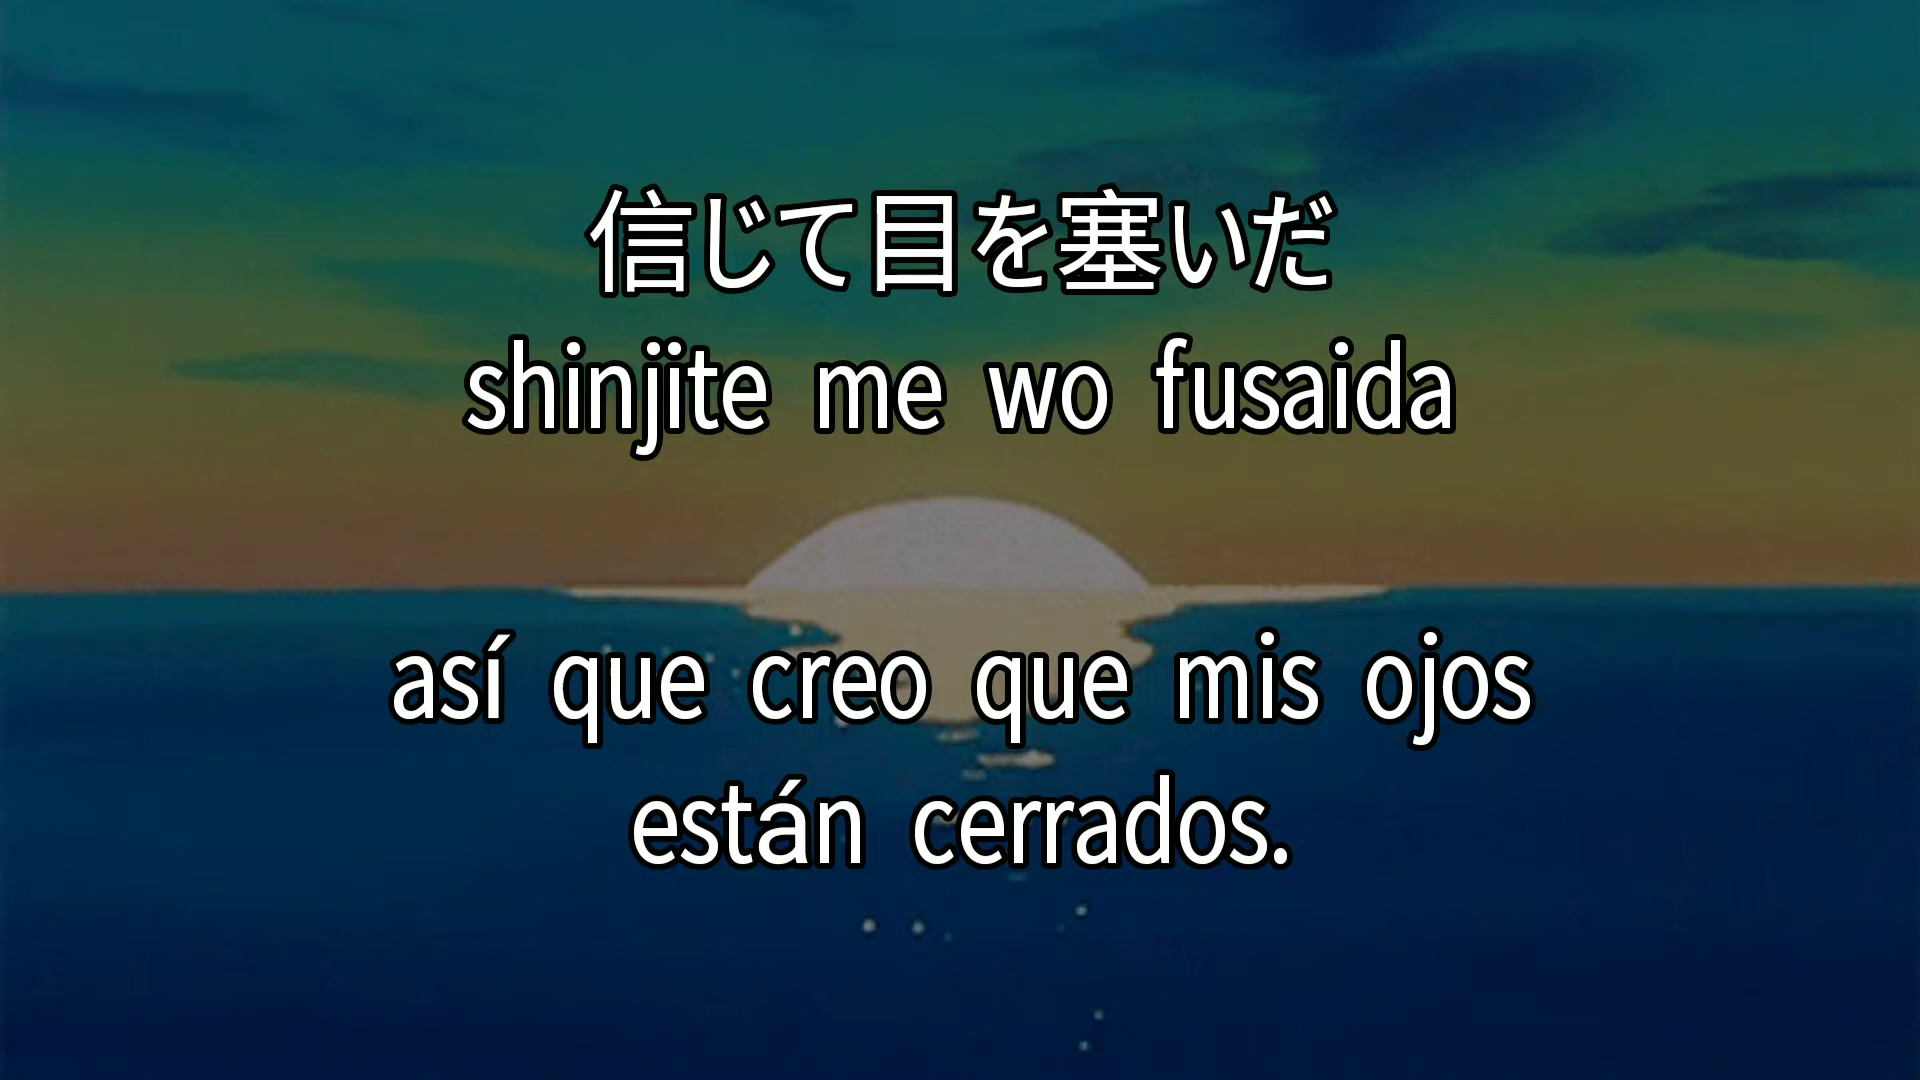 信じて目を塞いだ
shinjite me wo fusaida
así que creo que mis ojos
están cerrados.